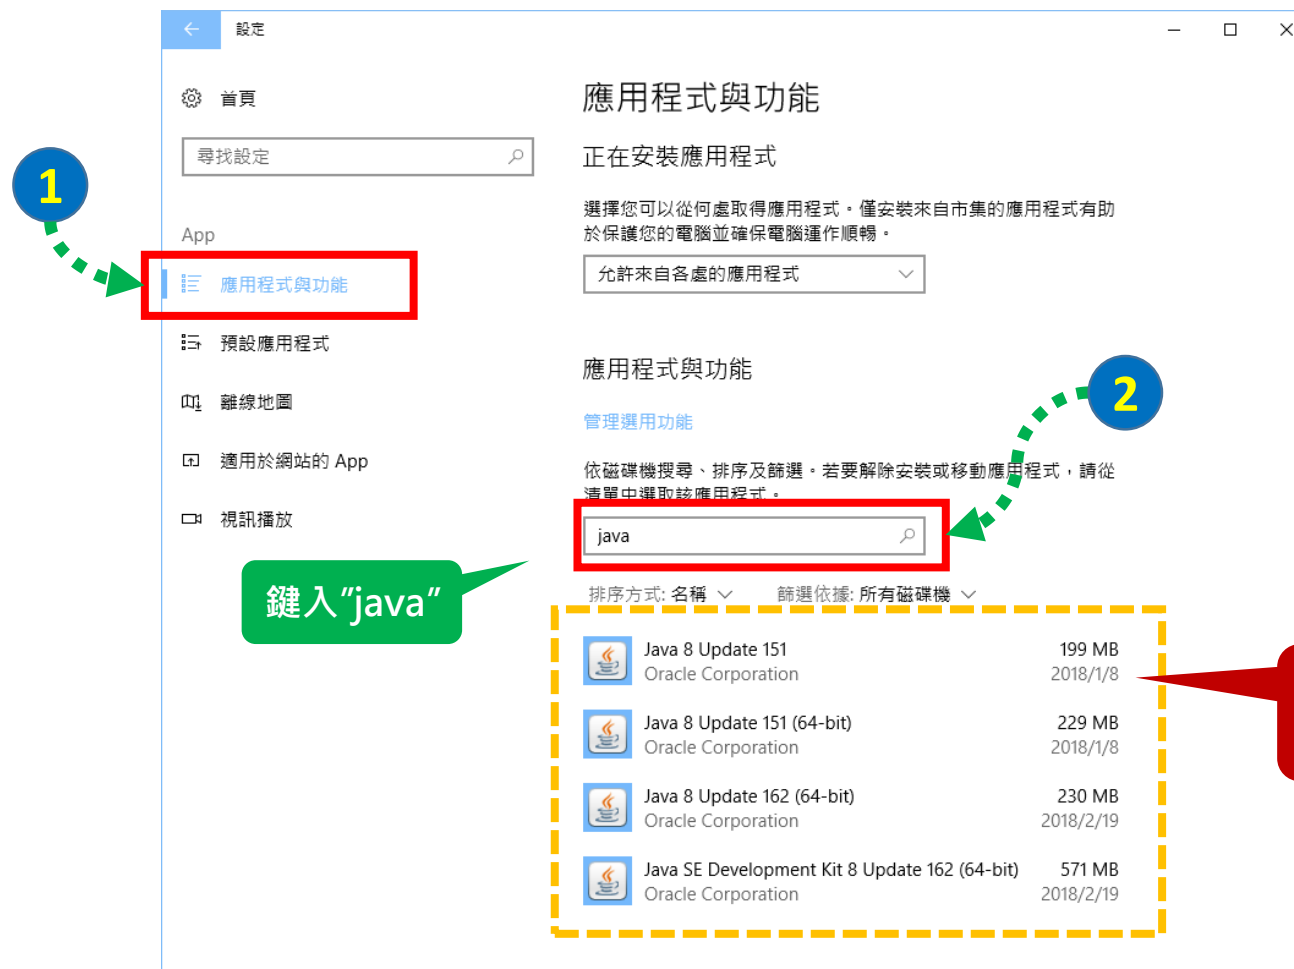 設定
首頁
尋找設定
App
應用程式與功能
預設應用程式
離線地圖
適用於網站的 App
視訊播放
1
應用程式與功能
正在安裝應用程式
選擇您可以從何處取得應用程式。僅安裝來自市集的應用程式有助
於保護您的電腦並確保電腦運作順暢。
允許來自各處的應用程式
應用程式與功能
管理選用功能
2
依磁碟機搜尋、排序及篩選。若要解除安裝或移動應用程式，請從
清單中選取該應用程式。
java
鍵入"java"
排序方式: 名稱 篩選依據: 所有磁碟機
Java 8 Update 151 199 MB
Oracle Corporation 2018/1/8
Java 8 Update 151 (64-bit) 229 MB
Oracle Corporation 2018/1/8
Java 8 Update 162 (64-bit) 230 MB
Oracle Corporation 2018/2/19
Java SE Development Kit 8 Update 162 (64-bit) 571 MB
Oracle Corporation 2018/2/19